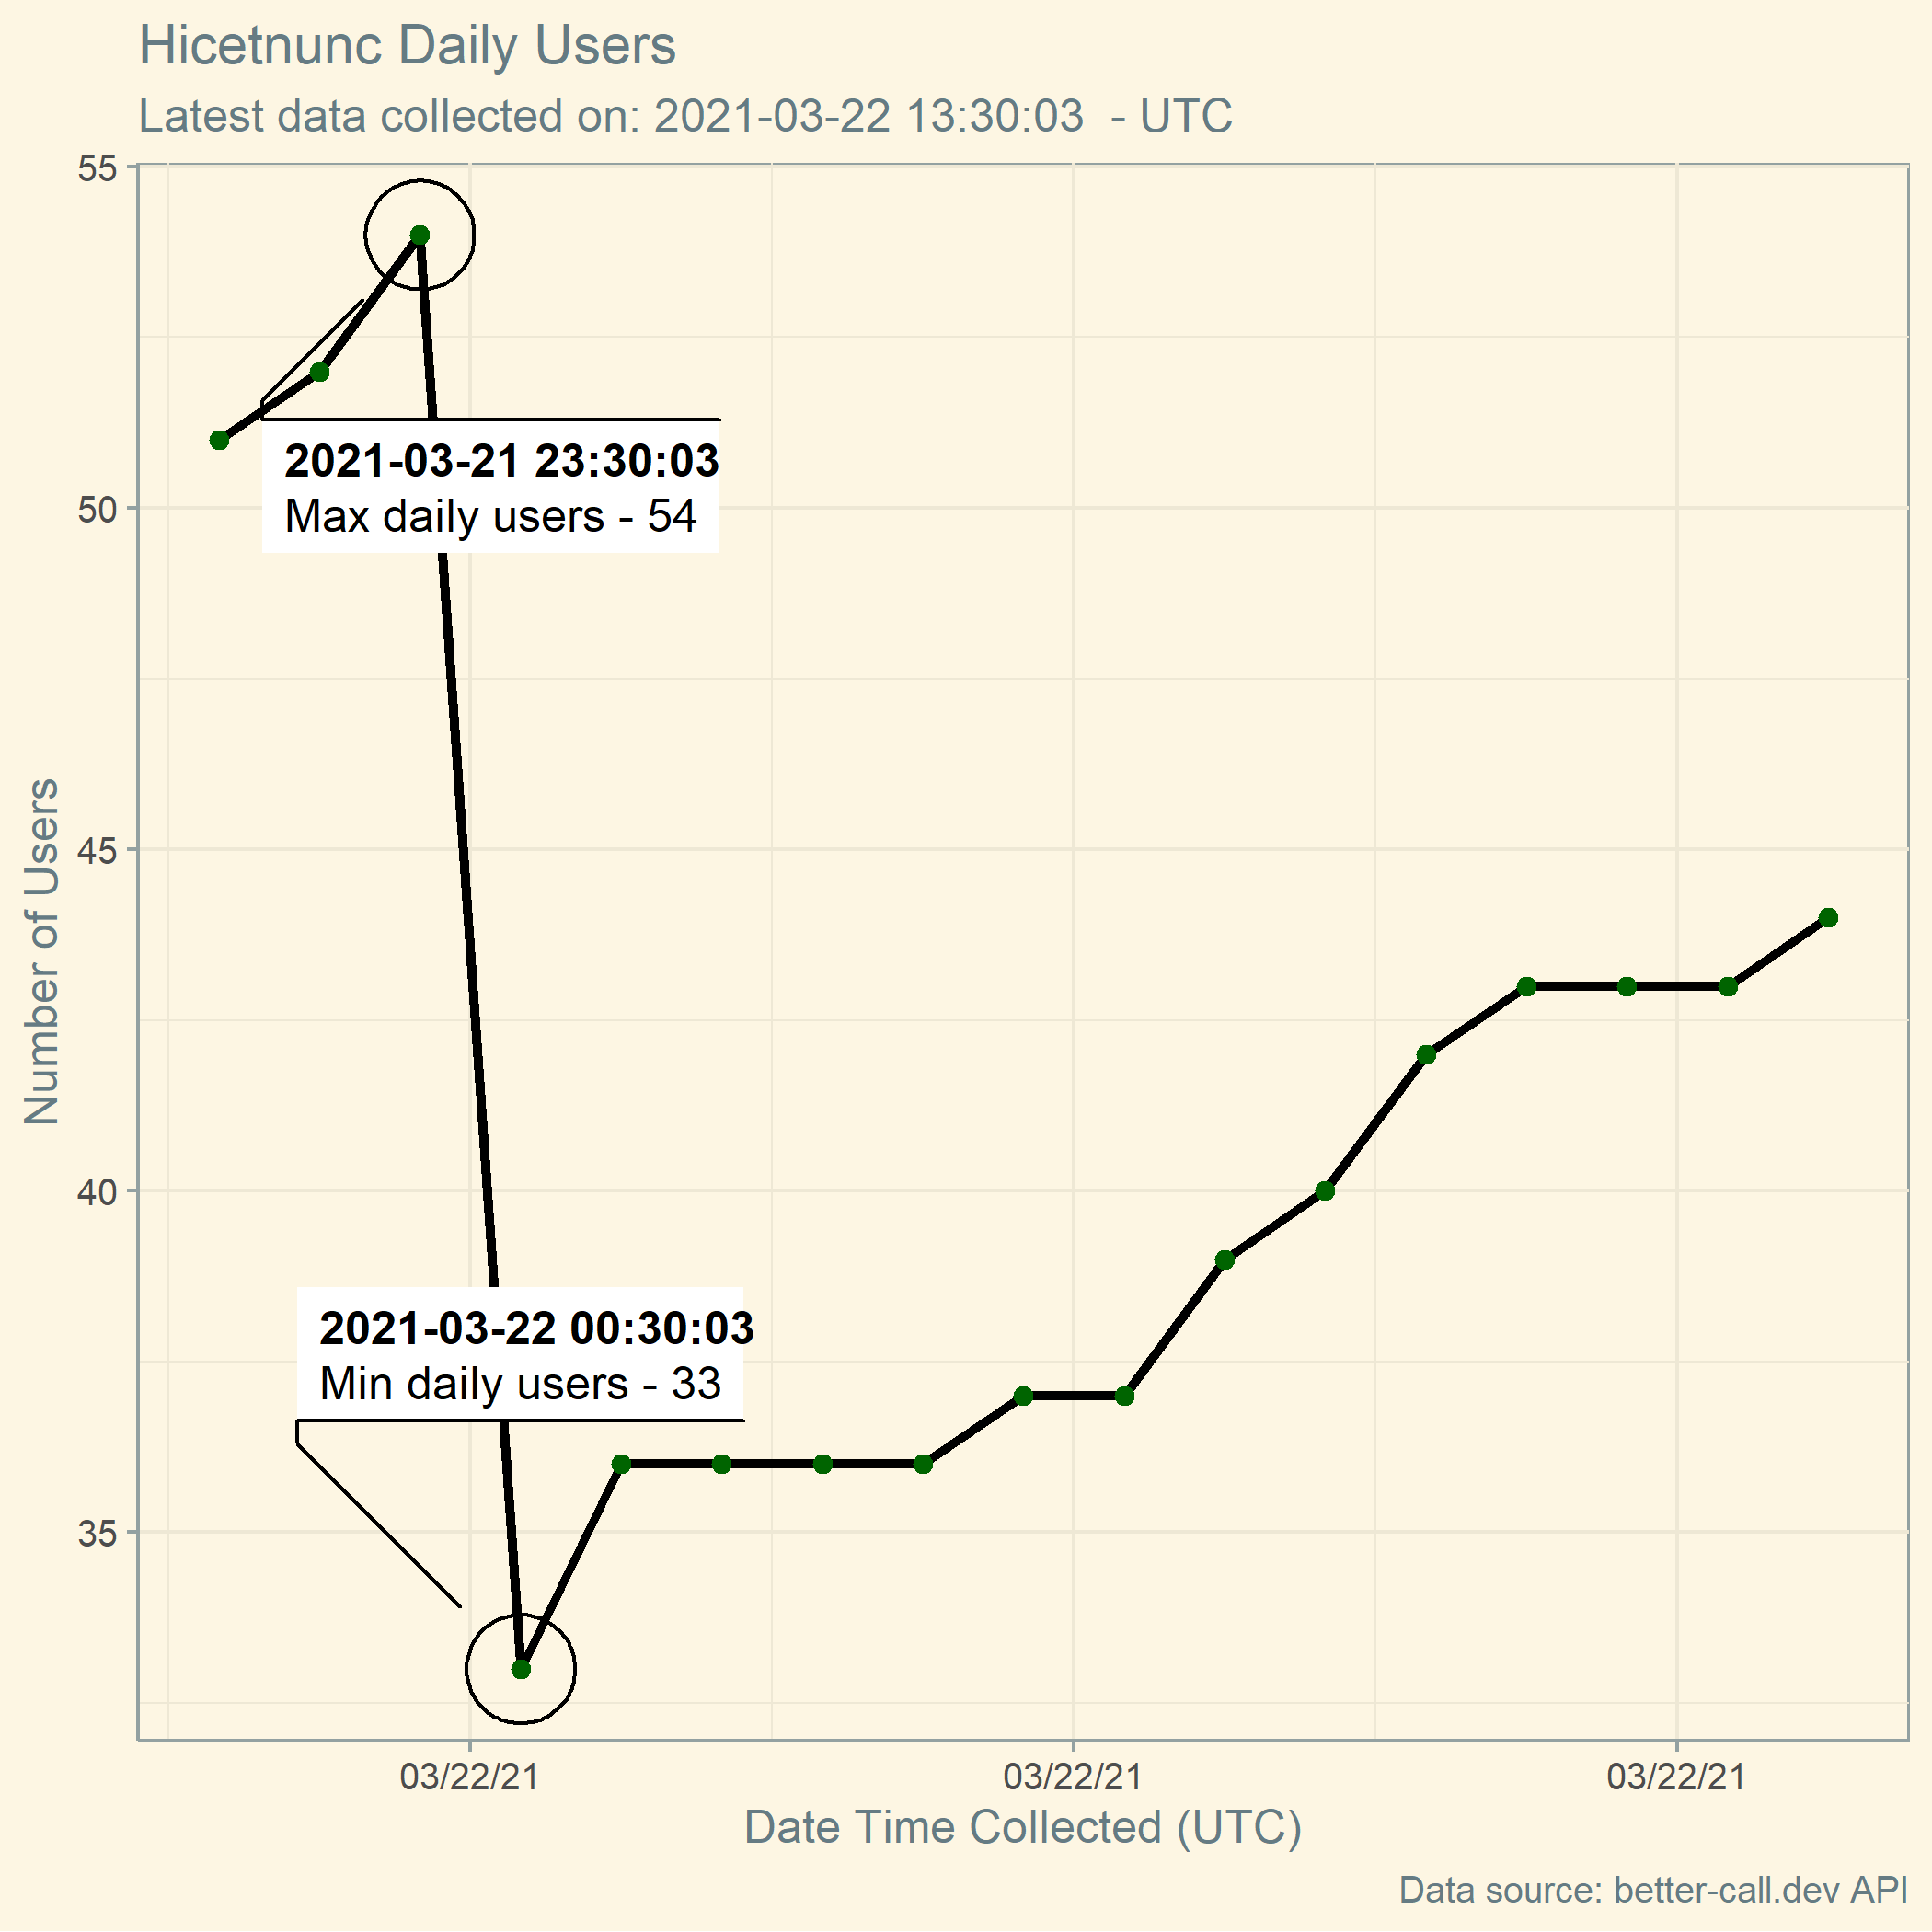 Hicetnunc Daily Users
Latest data collected on: 2021-03-22 13:30:03  - UTC
55
50
45
40
35
Number of Users
2021-03-21 23:30:03
Max daily users - 54
2021-03-22 00:30:03
Min daily users - 33
03/22/21
03/22/21
03/22/21
Date Time Collected (UTC)
Data source: better-call.dev API